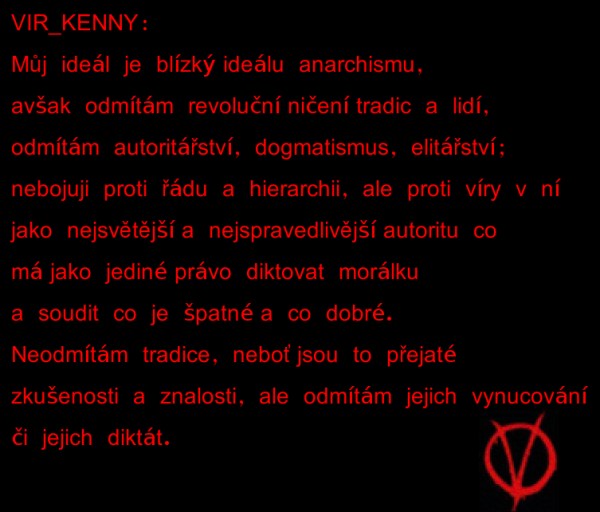 VIR_KENNY:
Můj ideál je blízký ideálu anarchismu,
avšak odmítám revoluční ničení tradic a lidí,
odmítám autoritářství, dogmatismus, elitářství;
nebojuji proti řádu a hierarchii, ale proti víry v ní
jako nejsvětější a nejspravedlivější autoritu co
má jako jediné právo diktovat morálku
a soudit co je špatné a co dobré.
Neodmítám tradice, neboť jsou to přejaté
zkušenosti a znalosti, ale odmítám jejich vynucování
či jejich diktát.
V